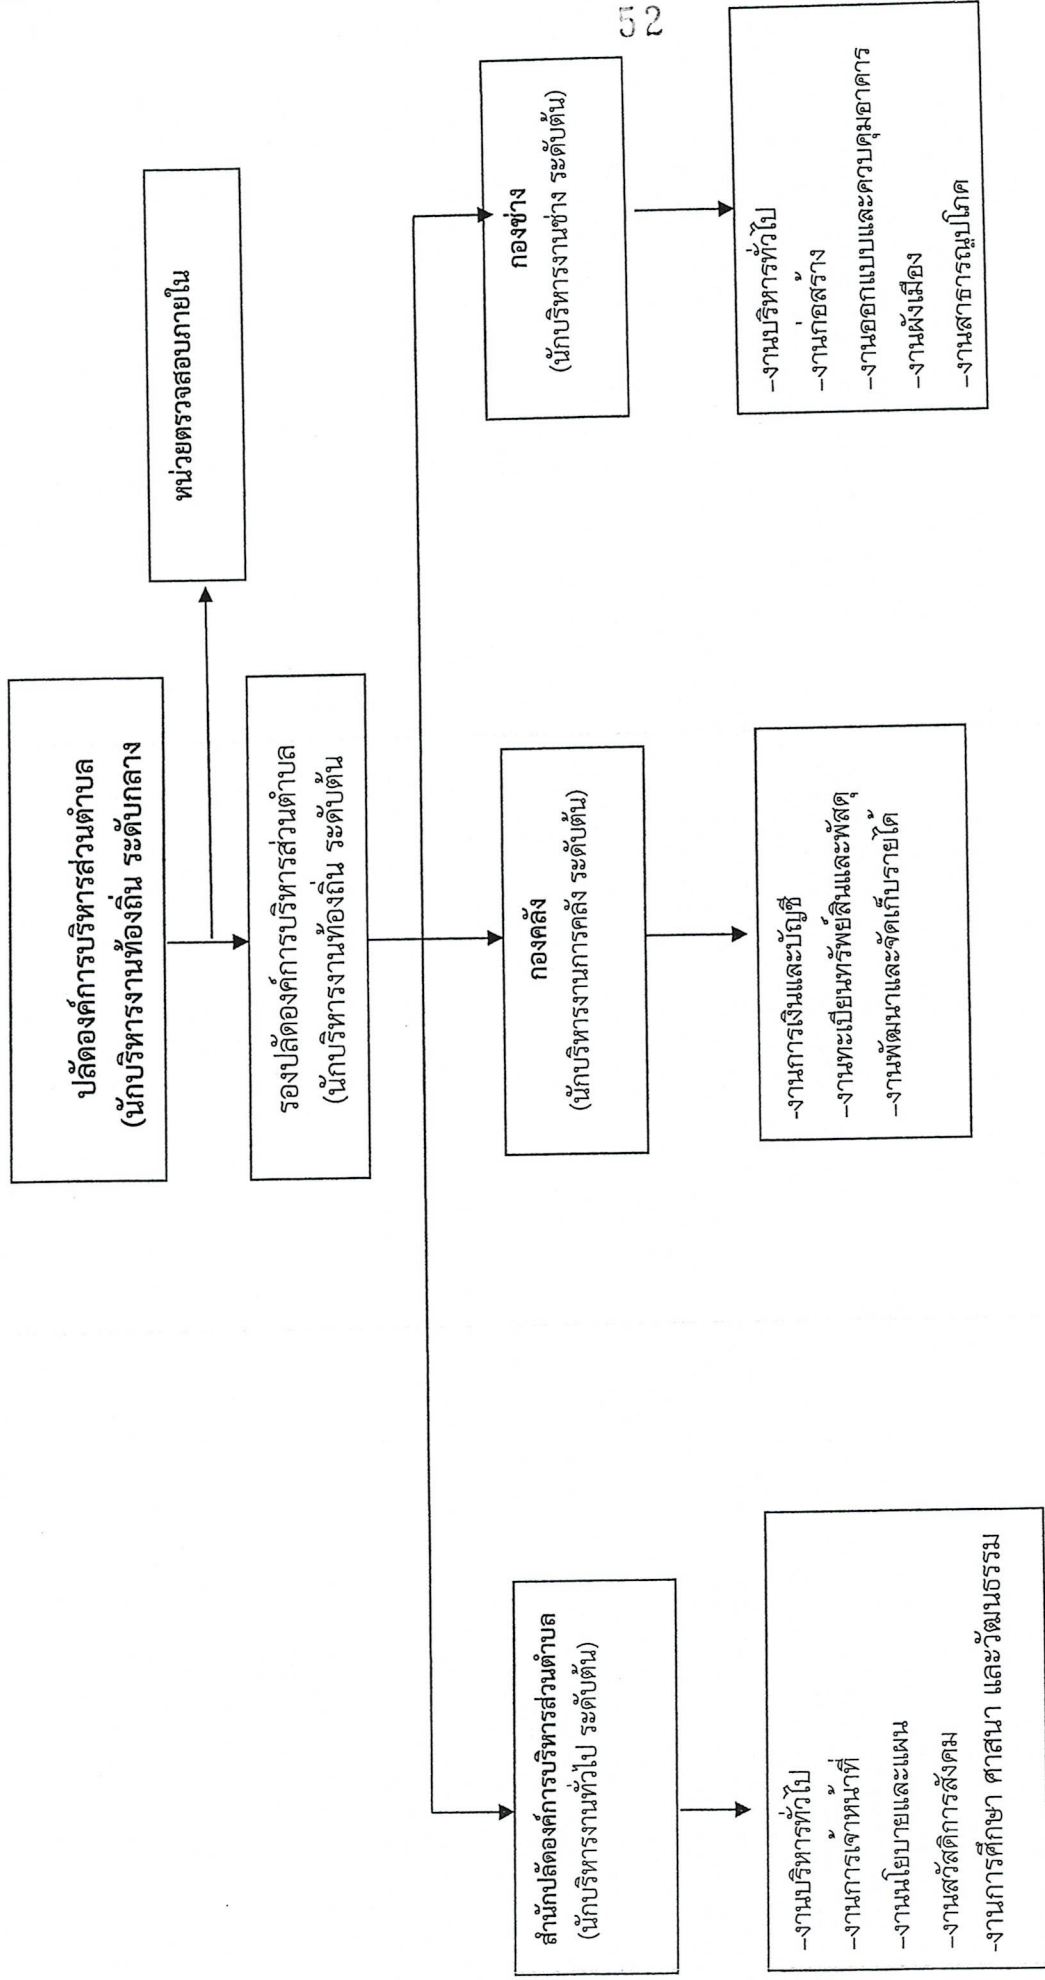 52
ปลัดองค์การบริหารส่วนตำบล
(นักบริหารงานท้องถิ่น ระดับกลาง)
หน่วยตรวจสอบภายใน
รองปลัดองค์การบริหารส่วนตำบล
(นักบริหารงานท้องถิ่น ระดับต้น)
สำนักปลัดองค์การบริหารส่วนตำบล
(นักบริหารงานทั่วไป ระดับต้น)
-งานบริหารทั่วไป
-งานการเจ้าหน้าที่
-งานนโยบายและแผน
-งานสวัสดิการสังคม
-งานการศึกษา ศาสนา และวัฒนธรรม
กองคลัง
(นักบริหารงานการคลัง ระดับต้น)
-งานการเงินและบัญชี
-งานทะเบียนทรัพย์สินและพัสดุ
-งานพัฒนาและจัดเก็บรายได้
กองช่าง
(นักบริหารงานช่าง ระดับต้น)
-งานบริหารทั่วไป
-งานก่อสร้าง
-งานออกแบบและควบคุมอาคาร
-งานผังเมือง
-งานสาธารณูปโภค